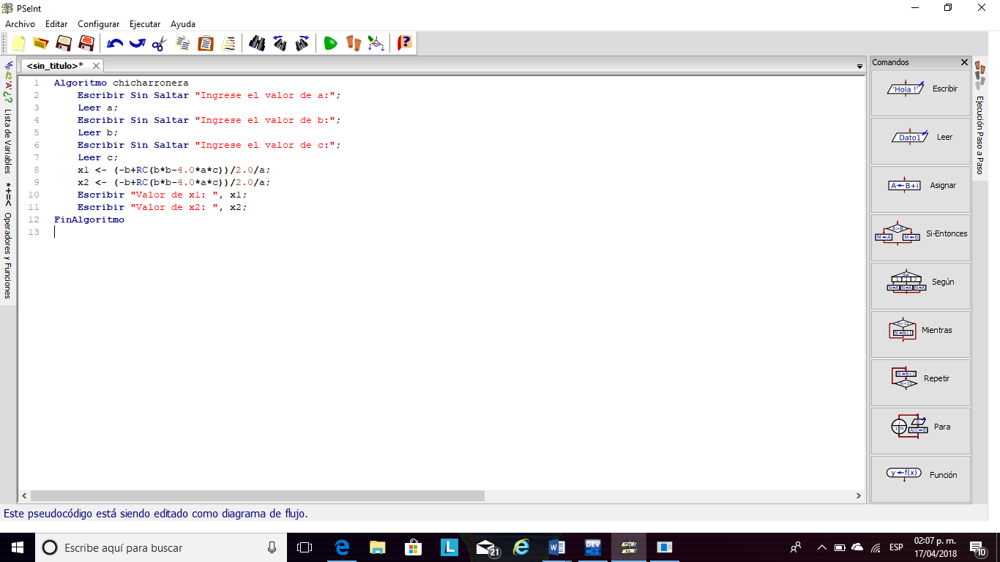 PSeInt
Archivo Editar Configurar Ejecutar Ayuda
<sin_titulo>*
1 Algoritmo chicharronera
2 Escribir Sin Saltar "Ingrese el valor de a:";
3 Leer a;
4 Escribir Sin Saltar "Ingrese el valor de b:";
5 Leer b;
6 Escribir Sin Saltar "Ingrese el valor de c:";
7 Leer c;
8 x1 <- (-b+RC(b*b-4.0*a*c))/2.0/a;
9 x2 <- (-b+RC(b*b-4.0*a*c))/2.0/a;
10 Escribir "Valor de x1: ", x1;
11 Escribir "Valor de x2: ", x2;
12 FinAlgoritmo
13
Lista de Variables
*+=< Operadores y Funciones
Comandos
'Hola !' Escribir
Dato1 Leer
A←B+i Asignar
A>B M←A M←B Si-Entonces
Según
Mientras
Repetir
Para
y←f(x) Función
Ejecución Paso a Paso
Este pseudocódigo está siendo editado como diagrama de flujo.
Escribe aquí para buscar
L
21
DEV
ESP
02:07 p. m.
17/04/2018
10